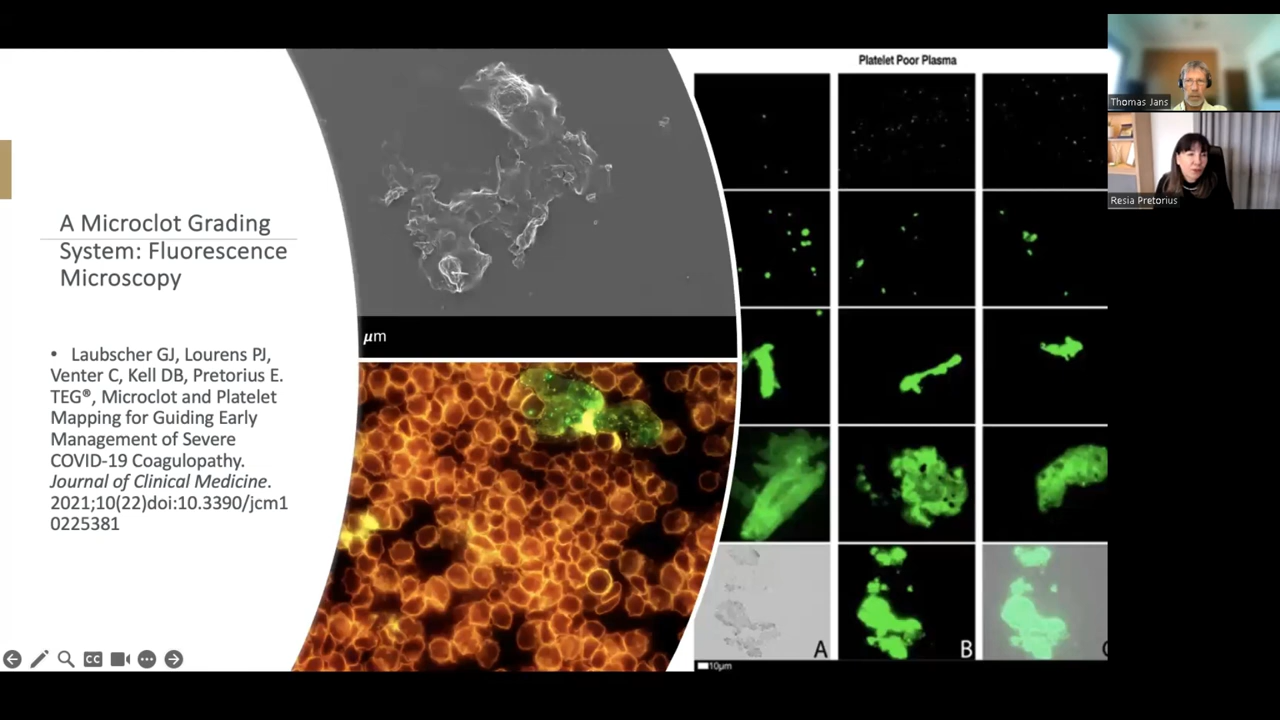 A Microclot Grading
System: Fluorescence
Microscopy
• Laubscher GJ, Lourens PJ,
Venter C, Kell DB, Pretorius E.
TEG®, Microclot and Platelet
Mapping for Guiding Early
Management of Severe
COVID-19 Coagulopathy.
Journal of Clinical Medicine.
2021;10(22)doi:10.3390/jcm1
0225381
μm
Platelet Poor Plasma
A
B
C
10μm
CC
Thomas Jans
Resia Pretorius